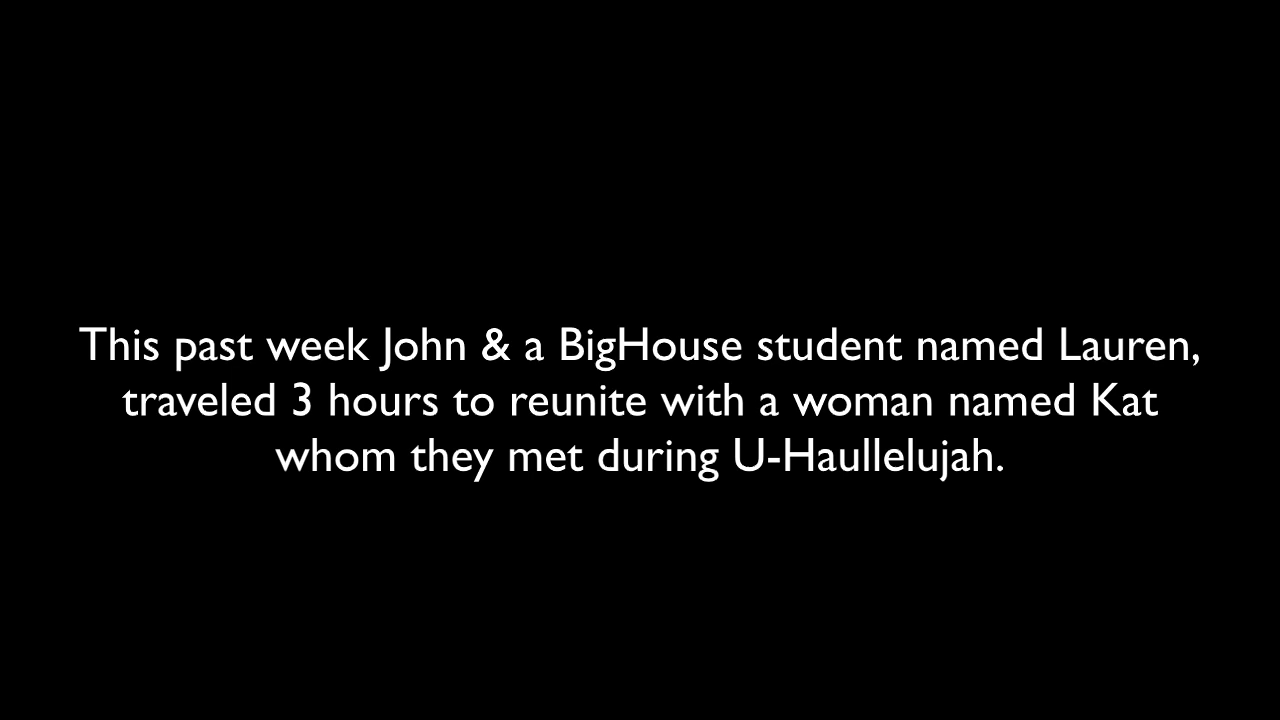 This past week John & a BigHouse student named Lauren,
traveled 3 hours to reunite with a woman named Kat
whom they met during U-Haullelujah.